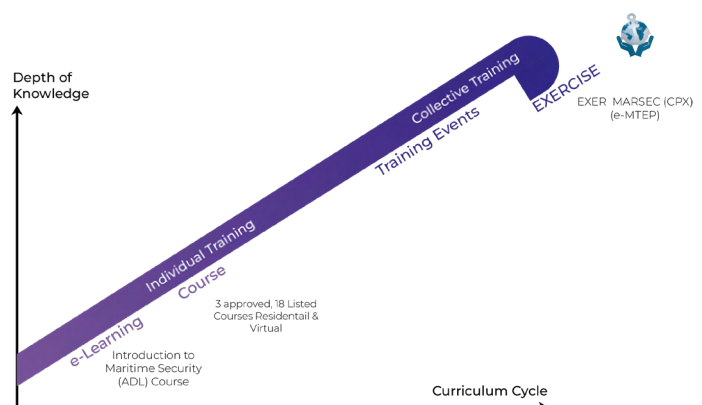 Depth of
Knowledge
Collective Training
EXERCISE
EXER MARSEC (CPX)
(e-MTEP)
Training Events
Individual Training
Course
3 approved, 18 Listed
Courses Residentail &
Virtual
e-Learning
Introduction to
Maritime Security
(ADL) Course
Curriculum Cycle